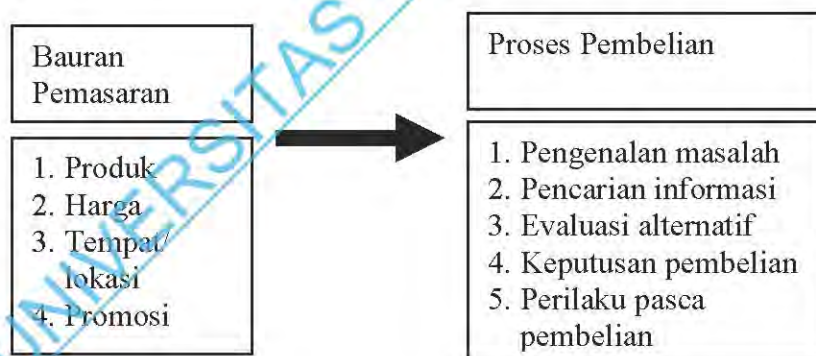 Bauran
Pemasaran
1. Produk
2. Harga
3. Tempat/
lokasi
4. Promosi
Proses Pembelian
1. Pengenalan masalah
2. Pencarian informasi
3. Evaluasi alternatif
4. Keputusan pembelian
5. Perilaku pasca
pembelian
UNIVERSITAS